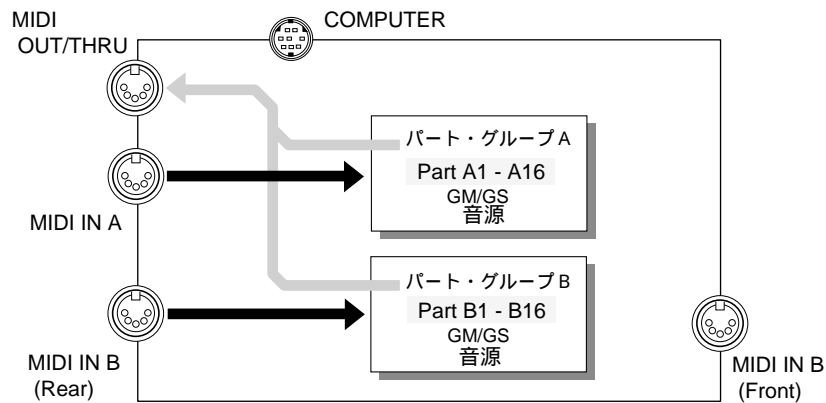 MIDI
OUT/THRU
COMPUTER
パート・グループA
Part A1 - A16
GM/GS
音源
MIDI IN A
パート・グループB
Part B1 - B16
GM/GS
音源
MIDI IN B
(Rear)
MIDI IN B
(Front)